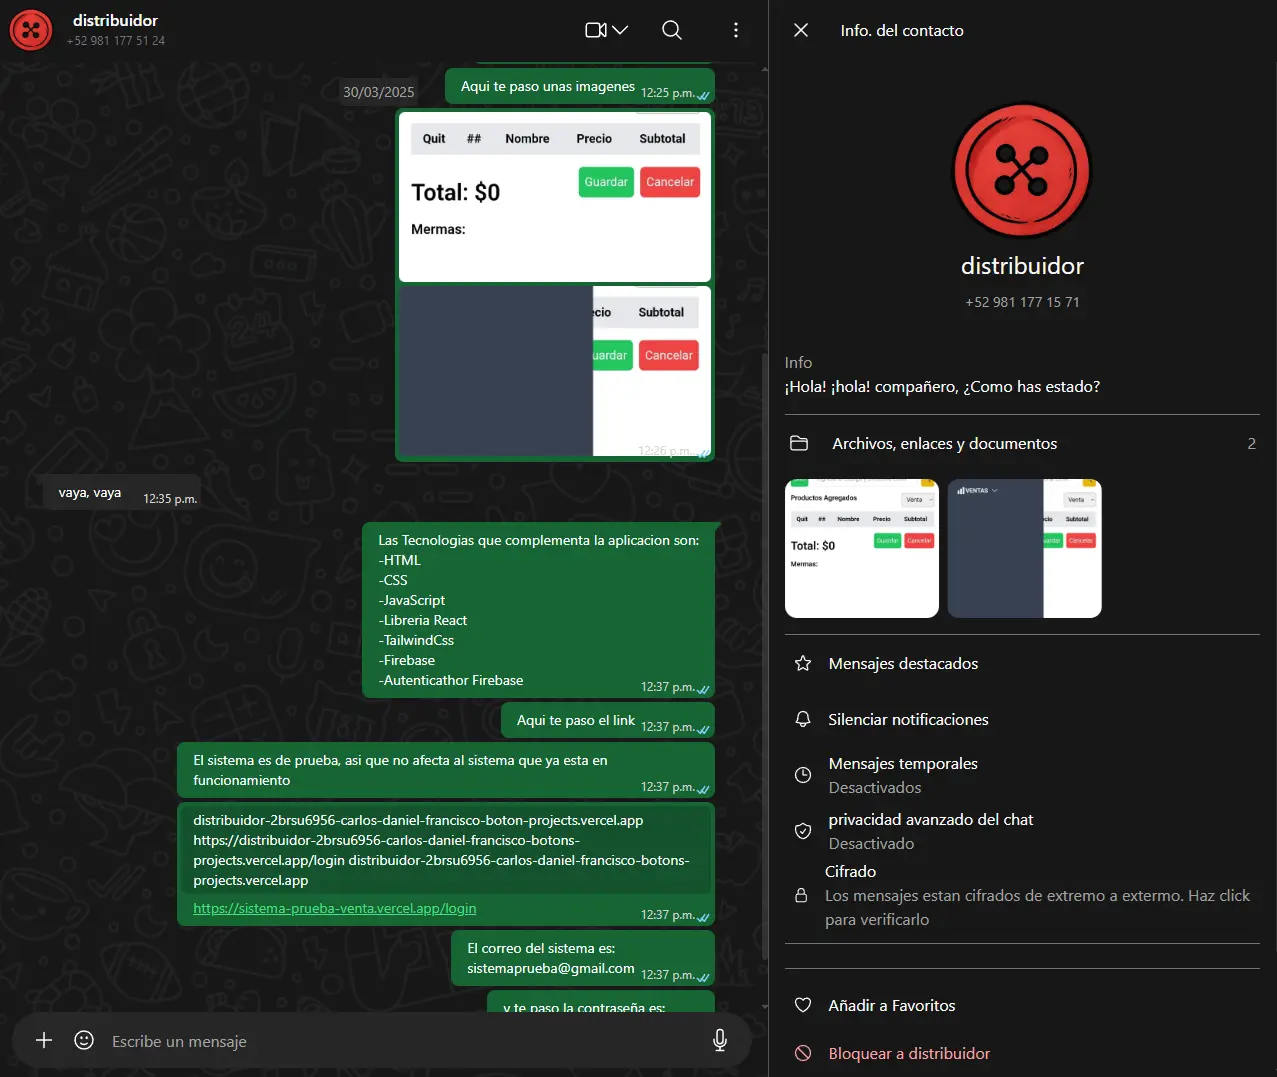 distribuidor
+52 981 177 51 24
Aqui te paso unas imagenes 12:25 p.m.
30/03/2025
Quit ## Nombre Precio Subtotal
Total: $0
Guardar Cancelar
Mermas:
ecio Subtotal
uardar Cancelar
12:26 p.m.
vaya, vaya 12:35 p.m.
Las Tecnologias que complementa la aplicacion son:
-HTML
-CSS
-JavaScript
-Libreria React
-TailwindCss
-Firebase
-Autenticathor Firebase
12:37 p.m.
Aqui te paso el link 12:37 p.m.
El sistema es de prueba, asi que no afecta al sistema que ya esta en
funcionamiento
12:37 p.m.
distribuidor-2brsu6956-carlos-daniel-francisco-boton-projects.vercel.app
https://distribuidor-2brsu6956-carlos-daniel-francisco-botons-
projects.vercel.app/login distribuidor-2brsu6956-carlos-daniel-francisco-botons-
projects.vercel.app
https://sistema-prueba-venta.vercel.app/login
12:37 p.m.
El correo del sistema es:
sistemaprueba@gmail.com 12:37 p.m.
y te paso la contraseña es:
Escribe un mensaje
Info. del contacto
distribuidor
+52 981 177 15 71
Info
¡Hola! ¡hola! compañero, ¿Como has estado?
Archivos, enlaces y documentos 2
Productos Agregados Venta
Quit ## Nombre Precio Subtotal
Total: $0 Guardar Cancelar
Mermas:
VENTAS
Venta
ecio Subtotal
uardar Cancelar
Mensajes destacados
Silenciar notificaciones
Mensajes temporales
Desactivados
privacidad avanzado del chat
Desactivado
Cifrado
Los mensajes estan cifrados de extremo a extermo. Haz click
para verificarlo
Añadir a Favoritos
Bloquear a distribuidor